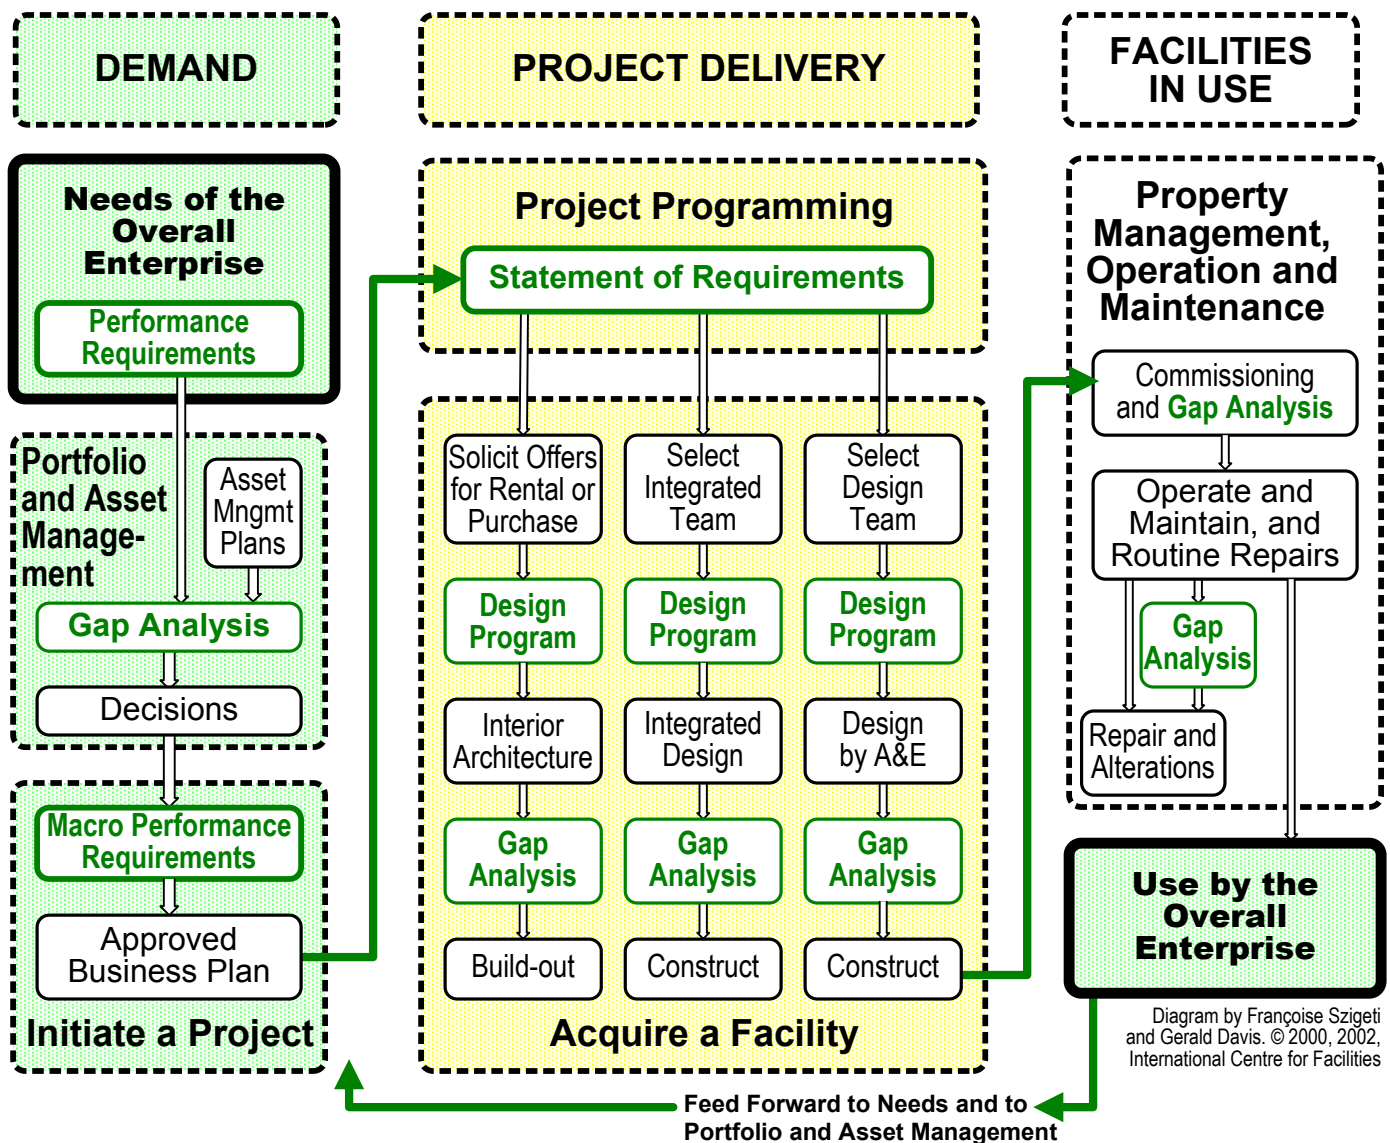 DEMAND
PROJECT DELIVERY
FACILITIES
IN USE
Needs of the
Overall
Enterprise
Performance
Requirements
Portfolio
and Asset
Manage-
ment
Asset
Mngmt
Plans
Gap Analysis
Decisions
Macro Performance
Requirements
Approved
Business Plan
Initiate a Project
Project Programming
Statement of Requirements
Solicit Offers
for Rental or
Purchase
Design
Program
Interior
Architecture
Gap
Analysis
Build-out
Select
Integrated
Team
Design
Program
Integrated
Design
Gap
Analysis
Construct
Select
Design
Team
Design
Program
Design
by A&E
Gap
Analysis
Construct
Acquire a Facility
Property
Management,
Operation and
Maintenance
Commissioning
and Gap Analysis
Operate and
Maintain, and
Routine Repairs
Gap
Analysis
Repair and
Alterations
Use by the
Overall
Enterprise
Diagram by Françoise Szigeti
and Gerald Davis. © 2000, 2002,
International Centre for Facilities
Feed Forward to Needs and to
Portfolio and Asset Management